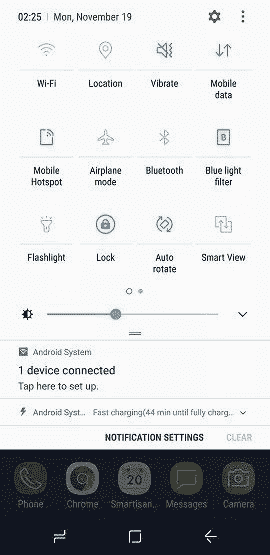 02:25 | Mon, November 19
Wi-Fi
Location
Vibrate
Mobile
data
Mobile
Hotspot
Airplane
mode
Bluetooth
B
Blue light
filter
Flashlight
Lock
Auto
rotate
Smart View
Android System
1 device connected
Tap here to set up.
Android Syst... Fast charging(44 min until fully charg...
NOTIFICATION SETTINGS CLEAR
20
Phone Chrome Smartisan... Messages Camera